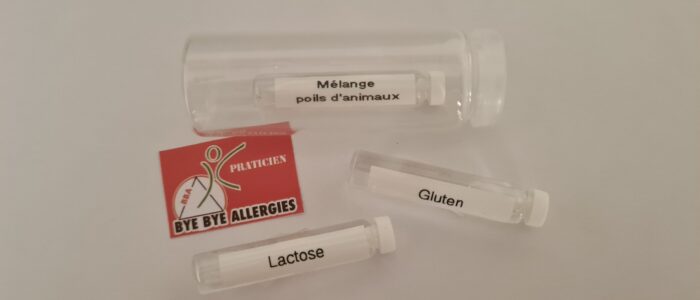 Mélange
poils d'animaux
PRATICIEN
BBA
BYE BYE ALLERGIES
Gluten
Lactose